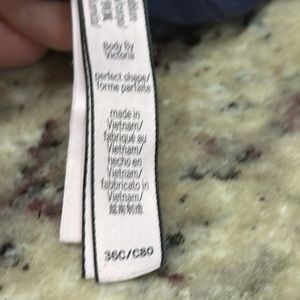 Body By
Victoria
perfect shape/
forme parfaite
made in
Vietnam/
fabriqué au
Vietnam/
hecho en
Vietnam/
fabbricato in
Vietnam/
越南制造
36C/C80